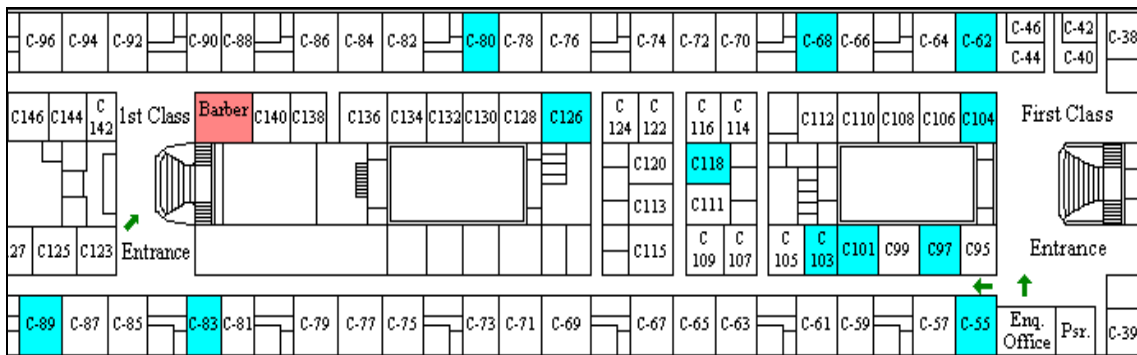 C-96 C-94 C-92 C-90 C-88 C-86 C-84 C-82 C-80 C-78 C-76 C-74 C-72 C-70 C-68 C-66 C-64 C-62 C-46 C-42 C-38
C-44 C-40
C146 C144 C 142 1st Class Barber C140 C138 C136 C134 C132 C130 C128 C126 C 124 C 122 C 116 C 114 C112 C110 C108 C106 C104 First Class
C120 C118
C113 C111
27 C125 C123 Entrance C115 C 109 C 107 C 105 C 103 C101 C99 C97 C95 Entrance
C-89 C-87 C-85 C-83 C-81 C-79 C-77 C-75 C-73 C-71 C-69 C-67 C-65 C-63 C-61 C-59 C-57 C-55 Enq. Office Psr. C-39